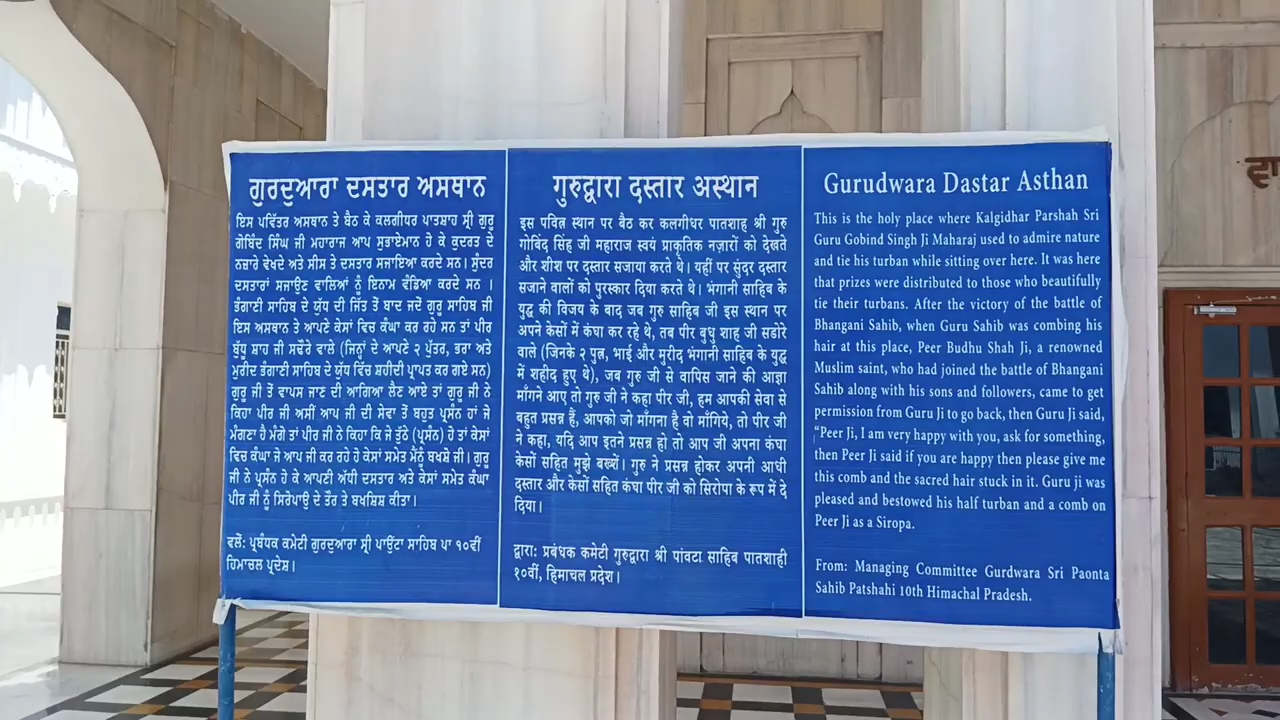 ਗੁਰਦੁਆਰਾ ਦਸਤਾਰ ਅਸਥਾਨ
ਇਸ ਪਵਿੱਤਰ ਅਸਥਾਨ ਤੇ ਬੈਠ ਕੇ ਕਲਗੀਧਰ ਪਾਤਸ਼ਾਹ ਸ੍ਰੀ ਗੁਰੂ
ਗੋਬਿੰਦ ਸਿੰਘ ਜੀ ਮਹਾਰਾਜ ਆਪ ਸੁਭਾਏਮਾਨ ਹੋ ਕੇ ਕੁਦਰਤ ਦੇ
ਨਜ਼ਾਰੇ ਵੇਖਦੇ ਅਤੇ ਸੀਸ ਤੇ ਦਸਤਾਰ ਸਜਾਇਆ ਕਰਦੇ ਸਨ। ਸੁੰਦਰ
ਦਸਤਾਰਾਂ ਸਜਾਉਣ ਵਾਲਿਆਂ ਨੂੰ ਇਨਾਮ ਵੰਡਿਆ ਕਰਦੇ ਸਨ ।
ਭੰਗਾਣੀ ਸਾਹਿਬ ਦੀ ਯੁੱਧ ਦੀ ਜਿੱਤ ਤੋਂ ਬਾਦ ਜਦੋਂ ਗੁਰੂ ਸਾਹਿਬ ਜੀ
ਇਸ ਅਸਥਾਨ ਤੇ ਆਪਣੇ ਕੇਸਾਂ ਵਿਚ ਕੰਘਾ ਕਰ ਰਹੇ ਸਨ ਤਾਂ ਪੀਰ
ਬੁੱਧੂ ਸ਼ਾਹ ਜੀ ਸਢੌਰੇ ਵਾਲੇ (ਜਿਨ੍ਹਾਂ ਦੇ ਆਪਣੇ ੨ ਪੁੱਤਰ, ਭਰਾ ਅਤੇ
ਮੁਰੀਦ ਭੰਗਾਣੀ ਸਾਹਿਬ ਦੇ ਯੁੱਧ ਵਿੱਚ ਸ਼ਹੀਦੀ ਪ੍ਰਾਪਤ ਕਰ ਗਏ ਸਨ)
ਗੁਰੂ ਜੀ ਤੋਂ ਵਾਪਸ ਜਾਣ ਦੀ ਆਗਿਆ ਲੈਣ ਆਏ ਤਾਂ ਗੁਰੂ ਜੀ ਨੇ
ਕਿਹਾ ਪੀਰ ਜੀ ਅਸੀਂ ਆਪ ਜੀ ਦੀ ਸੇਵਾ ਤੋਂ ਬਹੁਤ ਪ੍ਰਸੰਨ ਹਾਂ ਜੋ
ਮੰਗਣਾ ਹੈ ਮੰਗੋ ਤਾਂ ਪੀਰ ਜੀ ਨੇ ਕਿਹਾ ਕਿ ਜੇ ਤੁੱਠੇ (ਪ੍ਰਸੰਨ) ਹੋ ਤਾਂ ਕੇਸਾਂ
ਵਿਚ ਕੰਘਾ ਜੋ ਆਪ ਜੀ ਕਰ ਰਹੇ ਹੋ ਕੇਸਾਂ ਸਮੇਤ ਮੈਨੂੰ ਬਖਸ਼ੋ ਜੀ। ਗੁਰੂ
ਜੀ ਨੇ ਪ੍ਰਸੰਨ ਹੋ ਕੇ ਆਪਣੀ ਅੱਧੀ ਦਸਤਾਰ ਅਤੇ ਕੇਸਾਂ ਸਮੇਤ ਕੰਘਾ
ਪੀਰ ਜੀ ਨੂੰ ਸਿਰੋਪਾਉ ਦੇ ਤੌਰ ਤੇ ਬਖਸ਼ਿਸ਼ ਕੀਤਾ।
ਵਲੋਂ: ਪ੍ਰਬੰਧਕ ਕਮੇਟੀ ਗੁਰਦੁਆਰਾ ਸ੍ਰੀ ਪਾਉਂਟਾ ਸਾਹਿਬ ਪਾ ੧੦ਵੀਂ
ਹਿਮਾਚਲ ਪ੍ਰਦੇਸ਼।
गुरुद्वारा दस्तार अस्थान
इस पवित्र स्थान पर बैठ कर कलगीधर पातशाह श्री गुरु
गोबिंद सिंह जी महाराज स्वयं प्राकृतिक नज़ारों को देखते
और शीश पर दस्तार सजाया करते थे। यहीं पर सुंदर दस्तार
सजाने वालों को पुरस्कार दिया करते थे। भंगानी साहिब के
युद्ध की विजय के बाद जब गुरु साहिब जी इस स्थान पर
अपने केसों में कंघा कर रहे थे, तब पीर बुधु शाह जी सडोरे
वाले (जिनके २ पुत्र, भाई और मुरीद भंगानी साहिब के युद्ध
में शहीद हुए थे), जब गुरु जी से वापिस जाने की आज्ञा
माँगने आए तो गुरु जी ने कहा पीर जी, हम आपकी सेवा से
बहुत प्रसन्न हैं, आपको जो माँगना है वो माँगिये, तो पीर जी
ने कहा, यदि आप इतने प्रसन्न हो तो आप जी अपना कंघा
केसों सहित मुझे बख्शें। गुरु ने प्रसन्न होकर अपनी आधी
दस्तार और केसों सहित कंघा पीर जी को सिरोपा के रूप में दे
दिया।
द्वारा: प्रबंधक कमेटी गुरुद्वारा श्री पांवटा साहिब पातशाही
१०वीं, हिमाचल प्रदेश।
Gurudwara Dastar Asthan
This is the holy place where Kalgidhar Parshah Sri
Guru Gobind Singh Ji Maharaj used to admire nature
and tie his turban while sitting over here. It was here
that prizes were distributed to those who beautifully
tie their turbans. After the victory of the battle of
Bhangani Sahib, when Guru Sahib was combing his
hair at this place, Peer Budhu Shah Ji, a renowned
Muslim saint, who had joined the battle of Bhangani
Sahib along with his sons and followers, came to get
permission from Guru Ji to go back, then Guru Ji said,
“Peer Ji, I am very happy with you, ask for something,
then Peer Ji said if you are happy then please give me
this comb and the sacred hair stuck in it. Guru ji was
pleased and bestowed his half turban and a comb on
Peer Ji as a Siropa.
From: Managing Committee Gurdwara Sri Paonta
Sahib Patshahi 10th Himachal Pradesh.